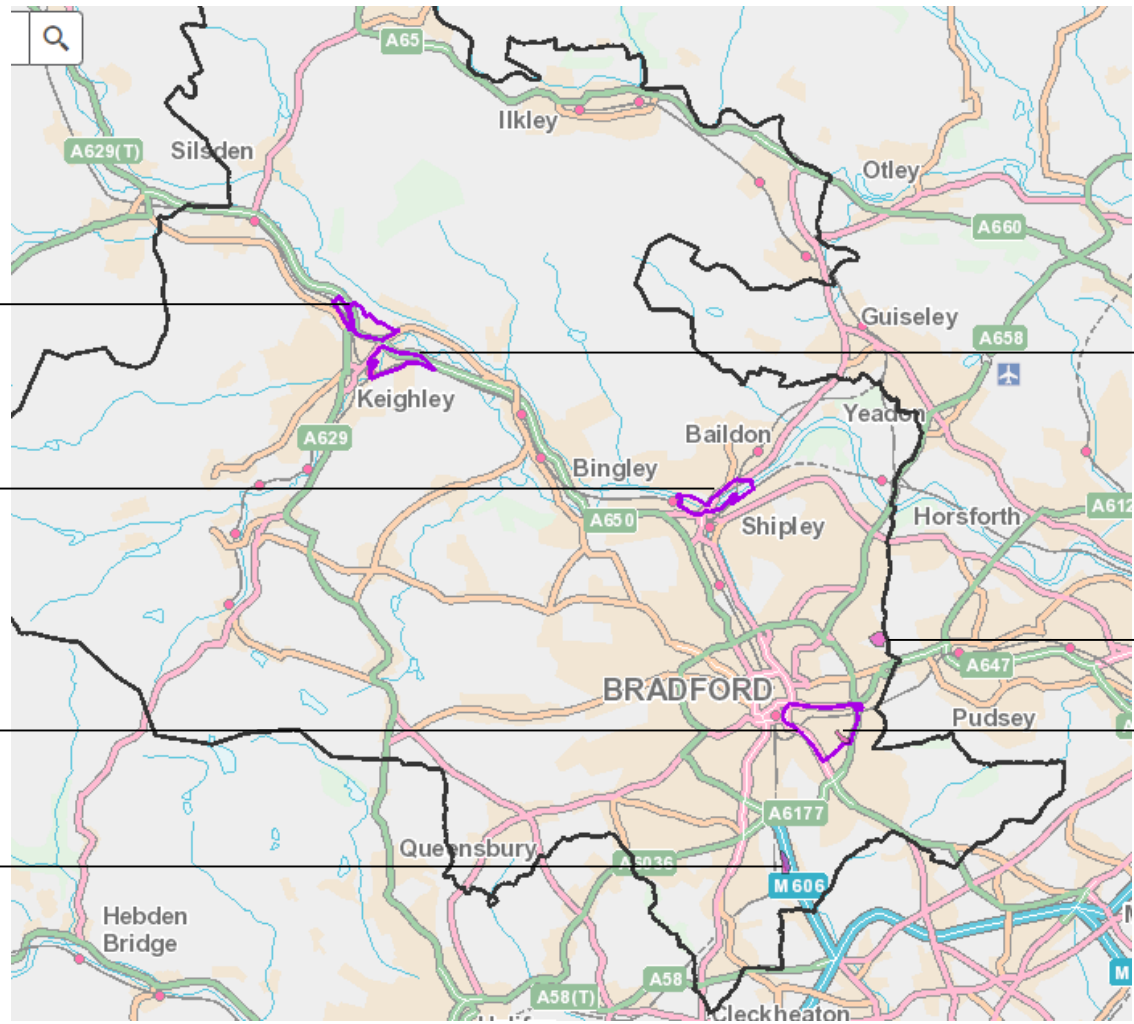 A65
Ilkley
A629(T)
Silsden
Otley
A660
Guiseley
A658
Keighley
Yeadon
A629
Baildon
Bingley
A612
A650
Shipley
Horsforth
A647
BRADFORD
Pudsey
A6177
Queensbury
A6036
M 606
Hebden
Bridge
A58
A58(T)
Cleckheaton